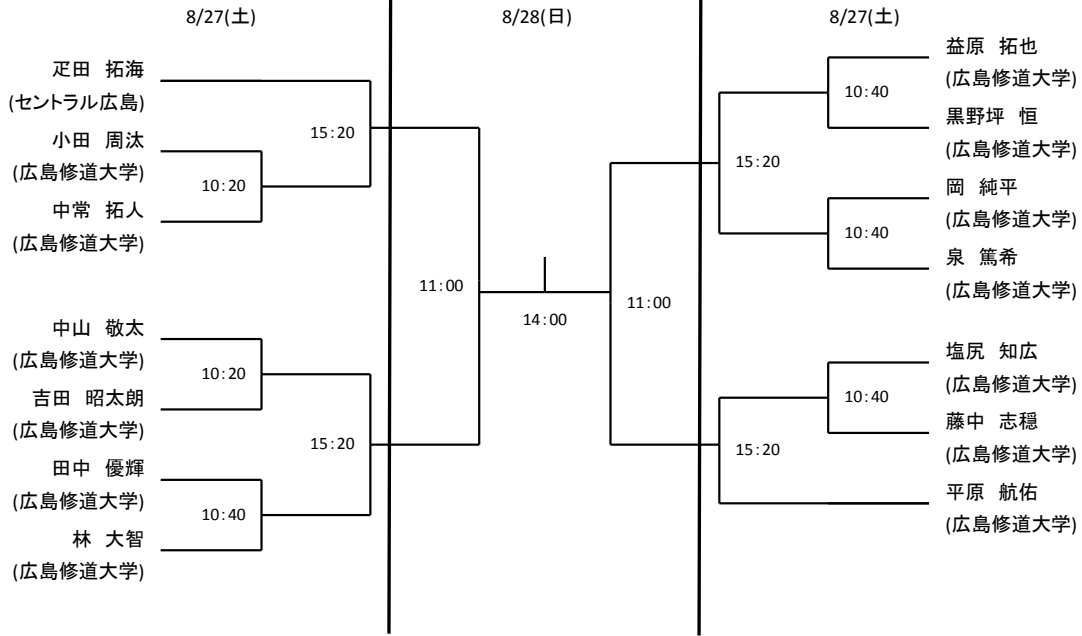 8/27(土)
8/28(日)
8/27(土)
疋田　拓海
(セントラル広島)
小田　周汰
(広島修道大学)
中常　拓人
(広島修道大学)
中山　敬太
(広島修道大学)
吉田　昭太朗
(広島修道大学)
田中　優輝
(広島修道大学)
林　大智
(広島修道大学)
15:20
10:20
10:20
15:20
10:40
11:00
14:00
11:00
10:40
15:20
10:40
10:40
15:20
益原　拓也
(広島修道大学)
黒野坪　恒
(広島修道大学)
岡　純平
(広島修道大学)
泉　篤希
(広島修道大学)
塩尻　知広
(広島修道大学)
藤中　志穏
(広島修道大学)
平原　航佑
(広島修道大学)